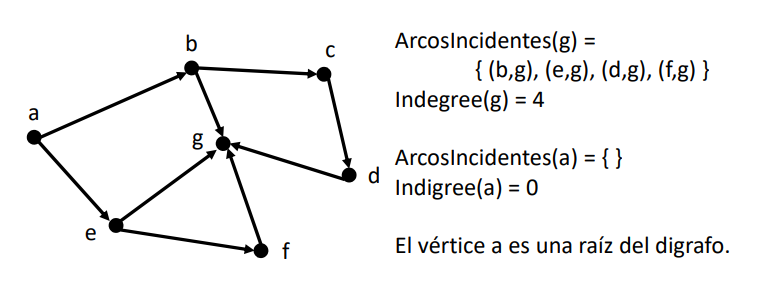 b
c
a
g
d
e
f
ArcosIncidentes(g) =
{ (b,g), (e,g), (d,g), (f,g) }
Indegree(g) = 4
ArcosIncidentes(a) = { }
Indigree(a) = 0
El vértice a es una raíz del digrafo.